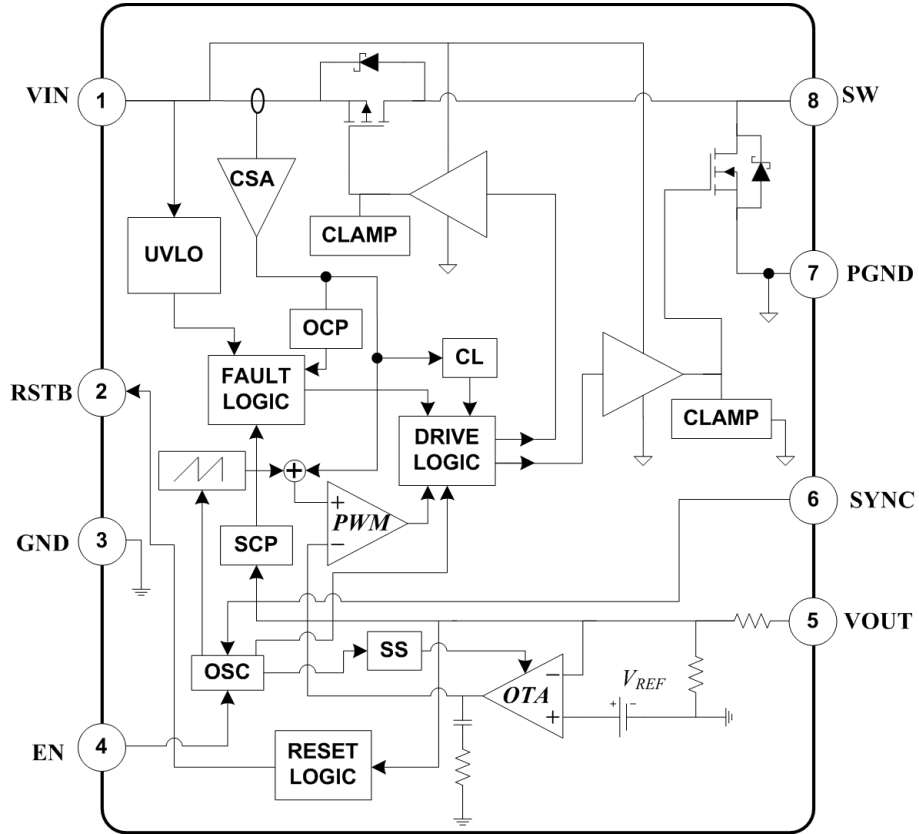 VIN
1
8
SW
CSA
CLAMP
UVLO
7
PGND
OCP
CL
RSTB
2
FAULT
LOGIC
CLAMP
DRIVE
LOGIC
+
+
PWM
−
6
SYNC
GND
3
SCP
5
VOUT
OSC
SS
−
OTA
+
VREF
+
−
EN
4
RESET
LOGIC